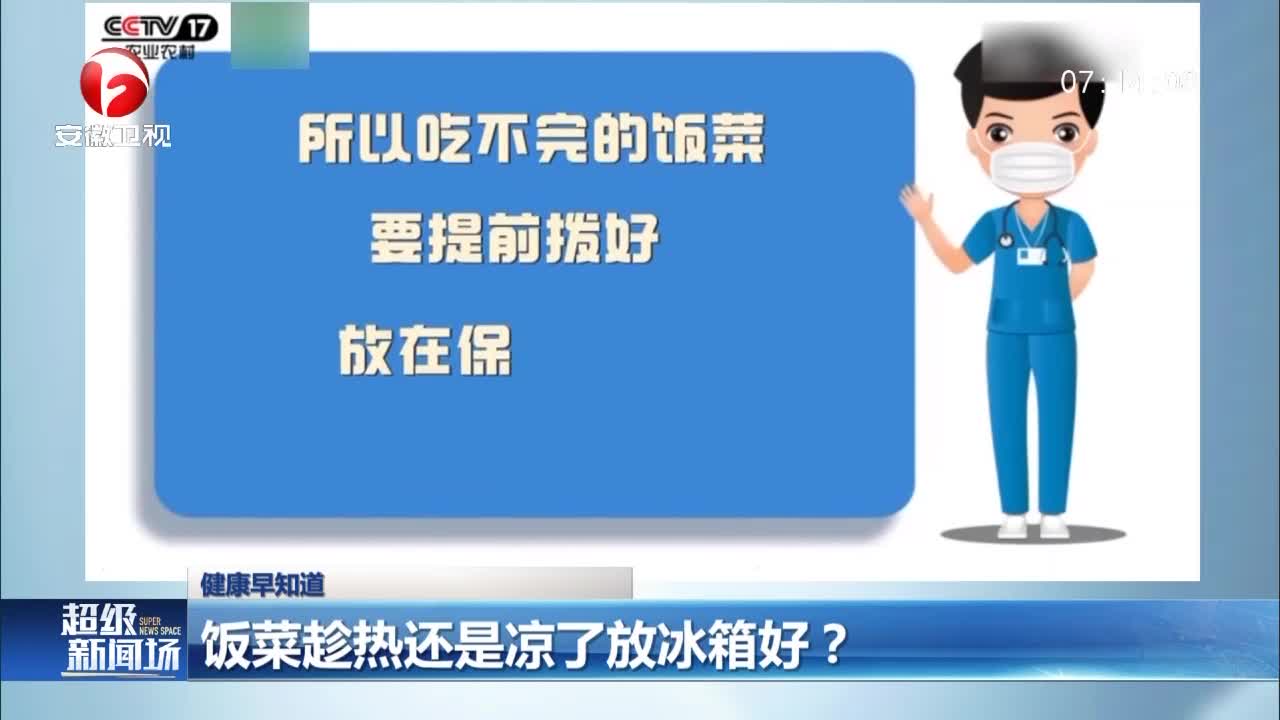 CCTV 17
农业农村
安徽卫视
所以吃不完的饭菜
要提前拨好
放在保
健康早知道
超级
新闻场
SUPER
NEWS SPACE
饭菜趁热还是凉了放冰箱好？